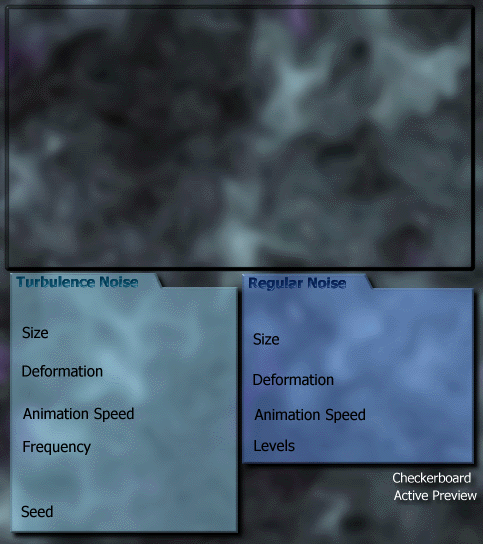 Turbulence Noise
Size
Deformation
Animation Speed
Frequency
Seed
Regular Noise
Size
Deformation
Animation Speed
Levels
Checkerboard
Active Preview